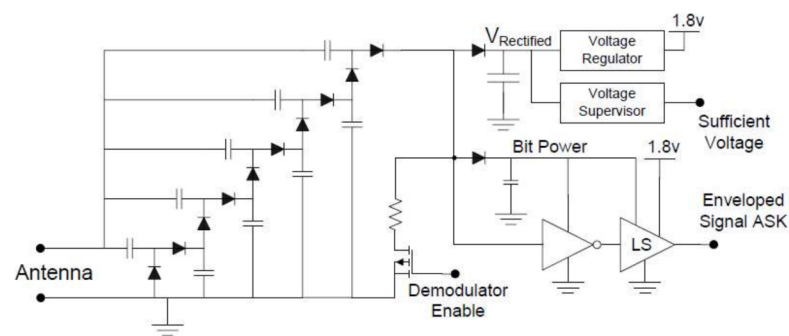 1.8v
VRectified
Voltage
Regulator
Voltage
Supervisor
Sufficient
Voltage
Bit Power
1.8v
Enveloped
Signal ASK
LS
Antenna
Demodulator
Enable